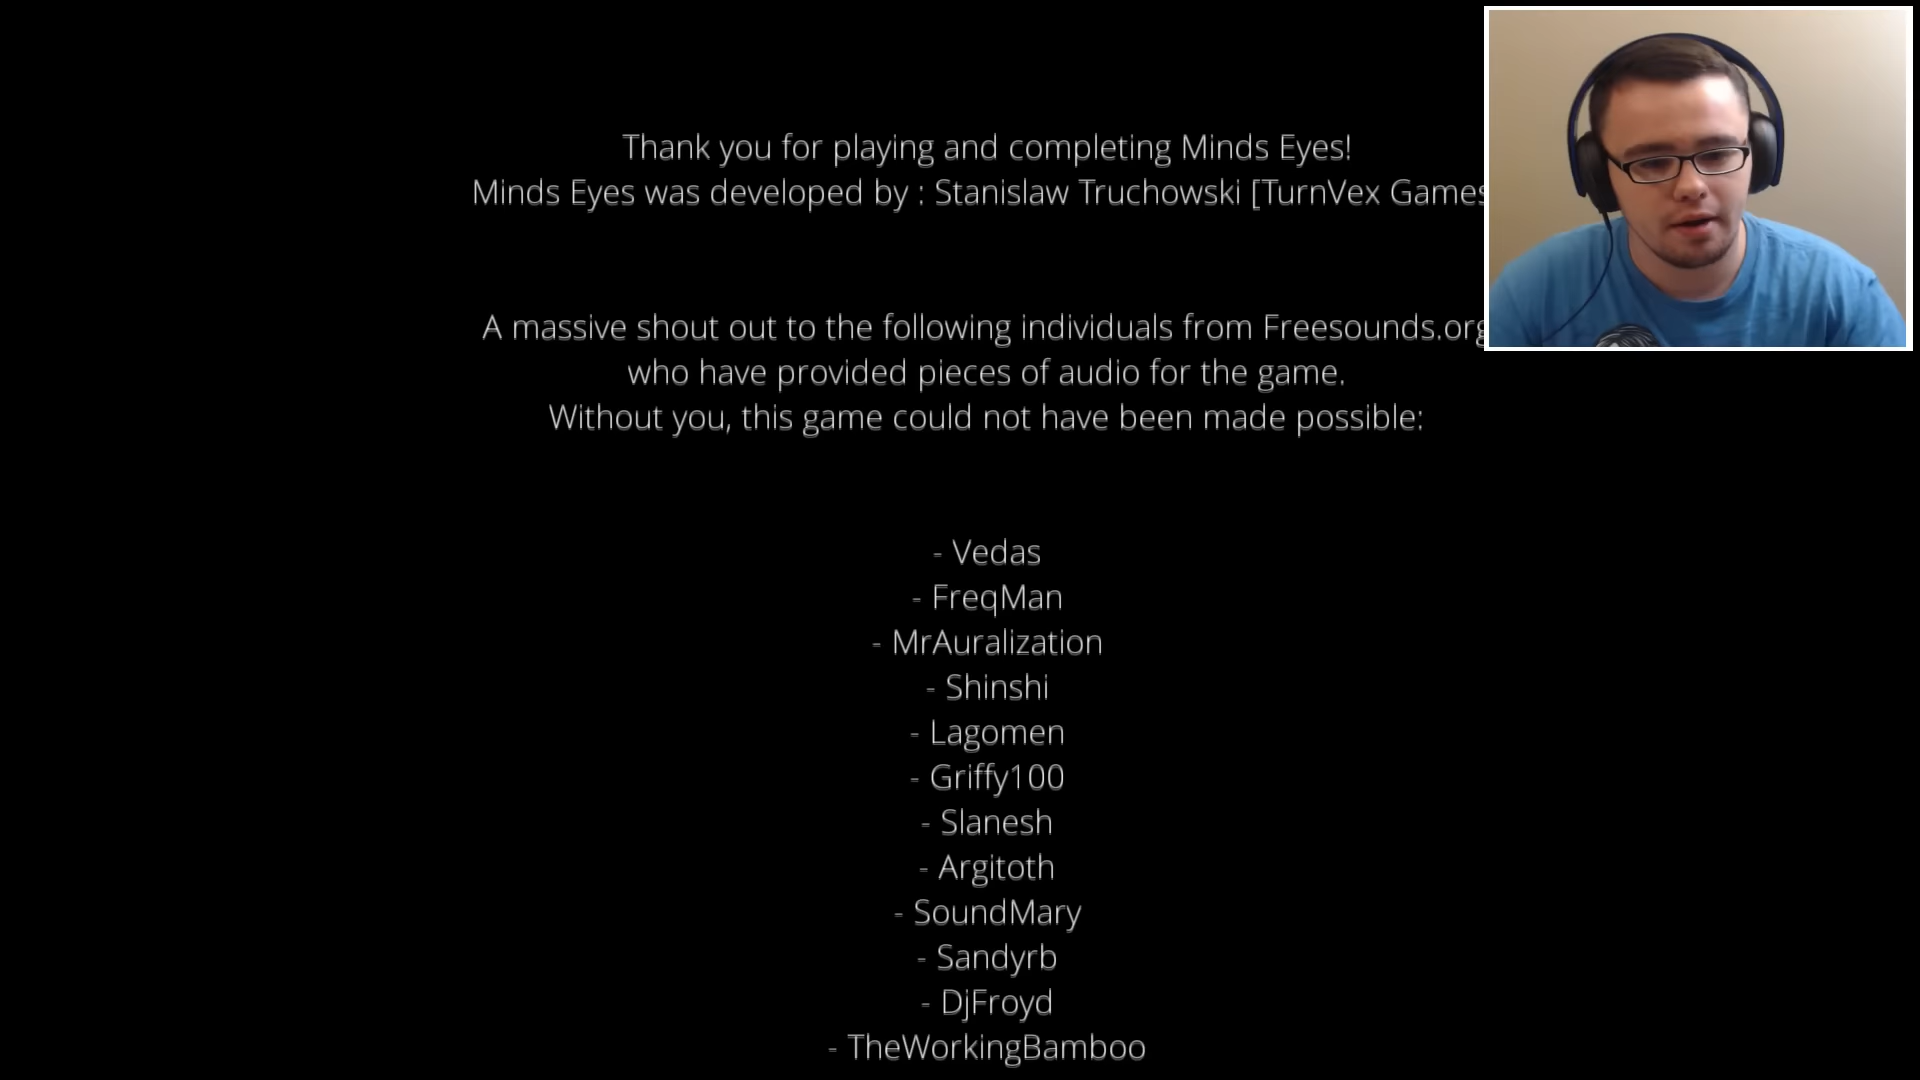 Thank you for playing and completing Minds Eyes!
Minds Eyes was developed by : Stanislaw Truchowski [TurnVex Games
A massive shout out to the following individuals from Freesounds.org
who have provided pieces of audio for the game.
Without you, this game could not have been made possible:
- Vedas
- FreqMan
- MrAuralization
- Shinshi
- Lagomen
- Griffy100
- Slanesh
- Argitoth
- SoundMary
- Sandyrb
- DjFroyd
- TheWorkingBamboo